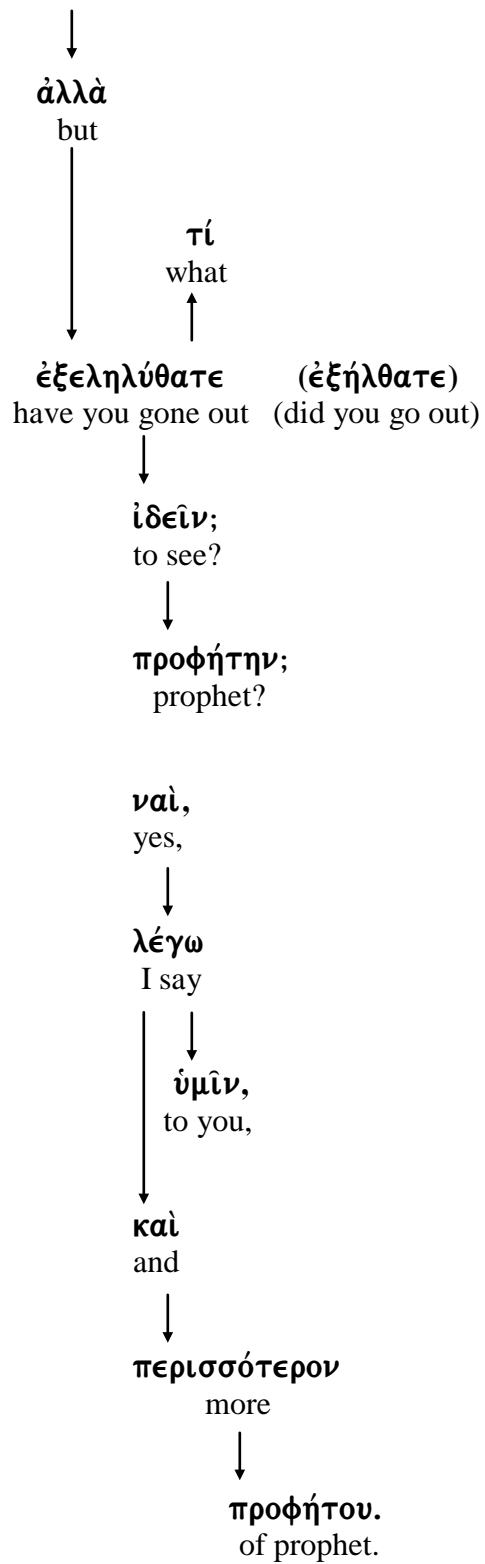 ἀλλὰ
but
τί
what
ἐξεληλύθατε (ἐξήλθατε)
have you gone out (did you go out)
ἰδεῖν;
to see?
προφήτην;
prophet?
ναὶ,
yes,
λέγω
I say
ὑμῖν,
to you,
καὶ
and
περισσότερον
more
προφήτου.
of prophet.